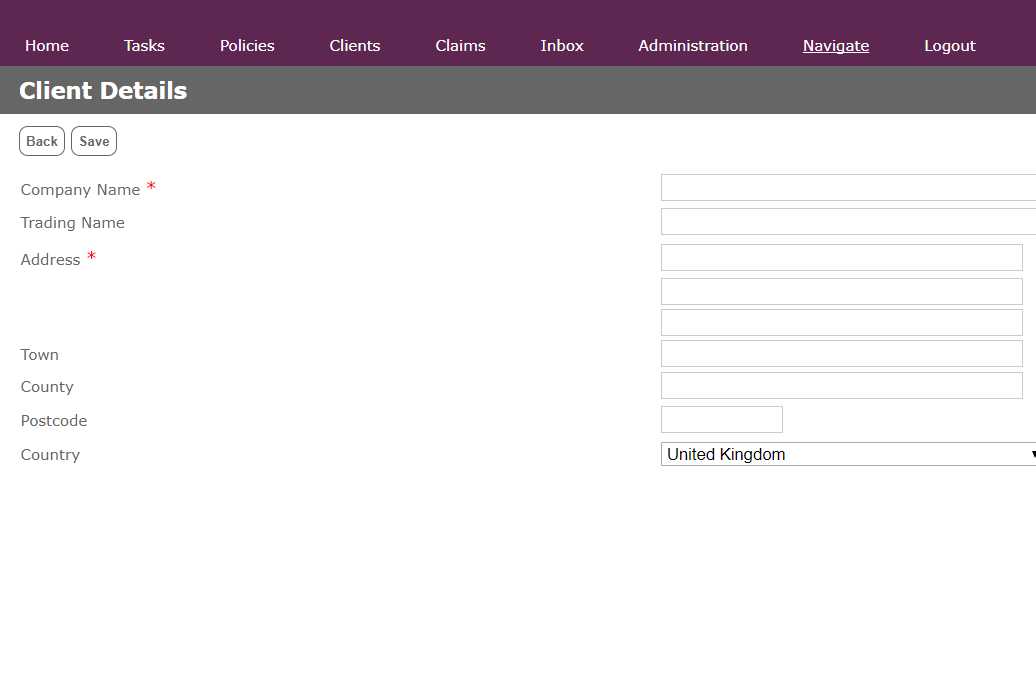 Home Tasks Policies Clients Claims Inbox Administration Navigate Logout
Client Details
Back Save
Company Name *
Trading Name
Address *
Town
County
Postcode
Country United Kingdom